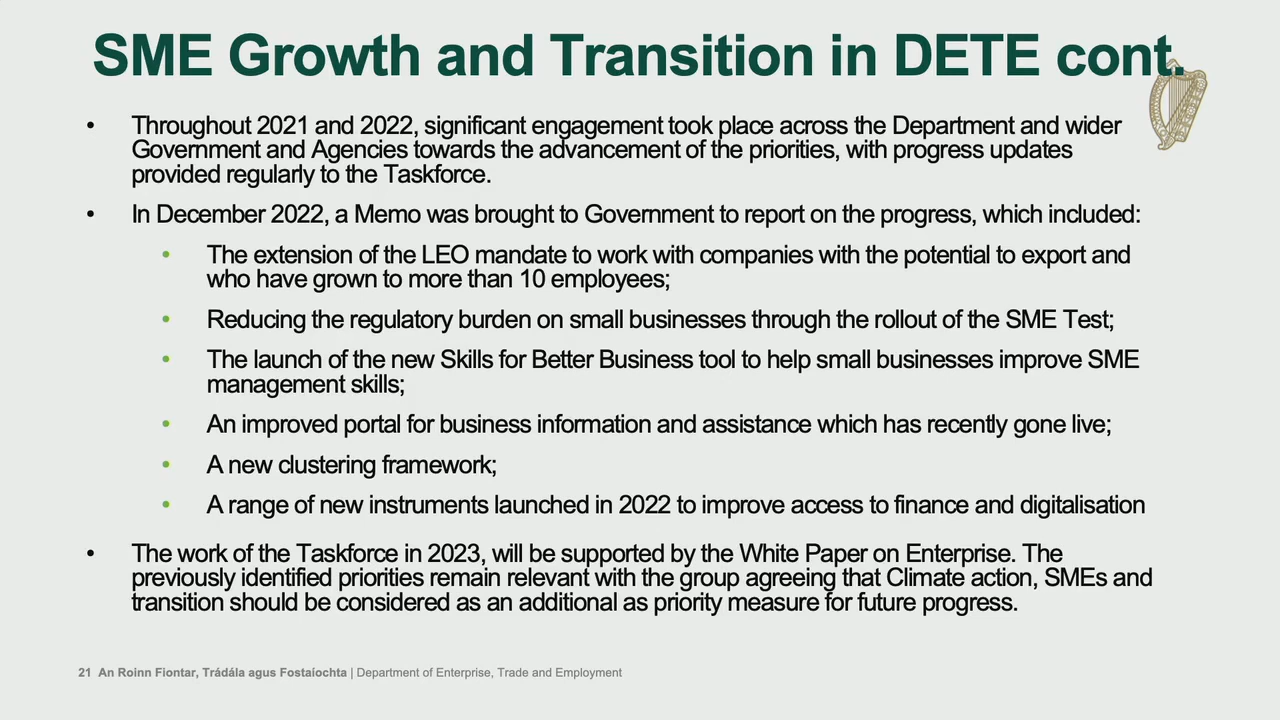 SME Growth and Transition in DETE cont.
• Throughout 2021 and 2022, significant engagement took place across the Department and wider
Government and Agencies towards the advancement of the priorities, with progress updates
provided regularly to the Taskforce.
• In December 2022, a Memo was brought to Government to report on the progress, which included:
• The extension of the LEO mandate to work with companies with the potential to export and
who have grown to more than 10 employees;
• Reducing the regulatory burden on small businesses through the rollout of the SME Test;
• The launch of the new Skills for Better Business tool to help small businesses improve SME
management skills;
• An improved portal for business information and assistance which has recently gone live;
• A new clustering framework;
• A range of new instruments launched in 2022 to improve access to finance and digitalisation
• The work of the Taskforce in 2023, will be supported by the White Paper on Enterprise. The
previously identified priorities remain relevant with the group agreeing that Climate action, SMEs and
transition should be considered as an additional as priority measure for future progress.
21 An Roinn Fiontar, Trádála agus Fostaíochta | Department of Enterprise, Trade and Employment